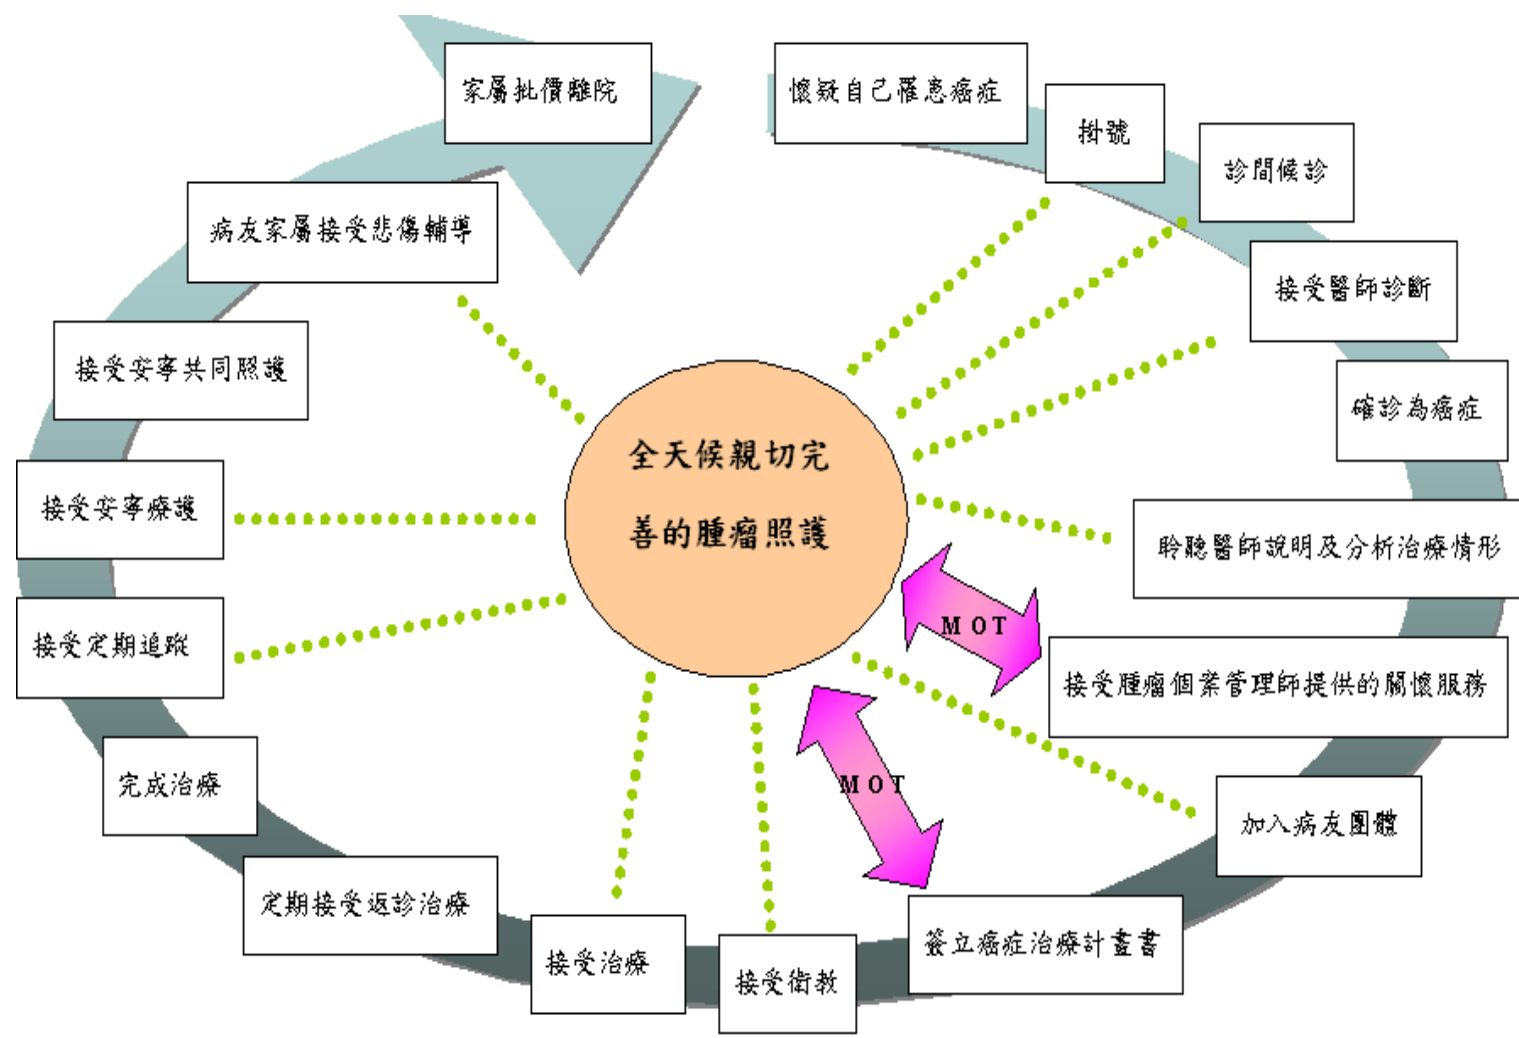 懷疑自己罹患癌症
掛號
診間候診
接受醫師診斷
確診為癌症
聆聽醫師說明及分析治療情形
接受腫瘤個案管理師提供的關懷服務
加入病友團體
簽立癌症治療計畫書
接受衛教
接受治療
定期接受返診治療
完成治療
接受定期追蹤
接受安寧療護
接受安寧共同照護
病友家屬接受悲傷輔導
家屬批價離院
全天候親切完
善的腫瘤照護
MOT
MOT